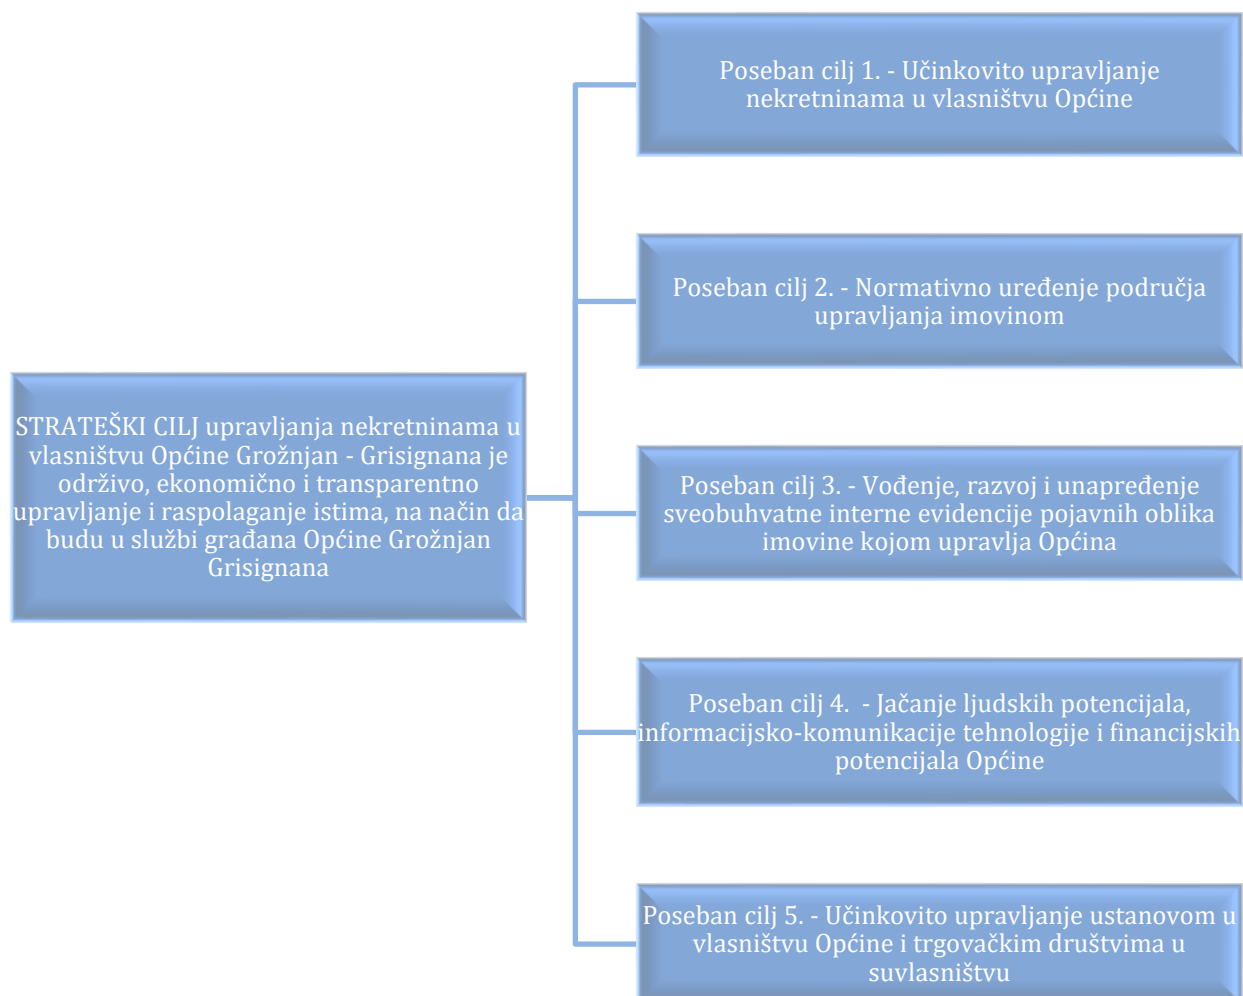 Poseban cilj 1. - Učinkovito upravljanje
nekretninama u vlasništvu Općine
Poseban cilj 2. - Normativno uređenje područja
upravljanja imovinom
STRATEŠKI CILJ upravljanja nekretninama u
vlasništvu Općine Grožnjan - Grisignana je
održivo, ekonomično i transparentno
upravljanje i raspolaganje istima, na način da
budu u službi građana Općine Grožnjan
Grisignana
Poseban cilj 3. - Vođenje, razvoj i unapređenje
sveobuhvatne interne evidencije pojavnih oblika
imovine kojom upravlja Općina
Poseban cilj 4.  - Jačanje ljudskih potencijala,
informacijsko-komunikacije tehnologije i financijskih
potencijala Općine
Poseban cilj 5. - Učinkovito upravljanje ustanovom u
vlasništvu Općine i trgovačkim društvima u
suvlasništvu